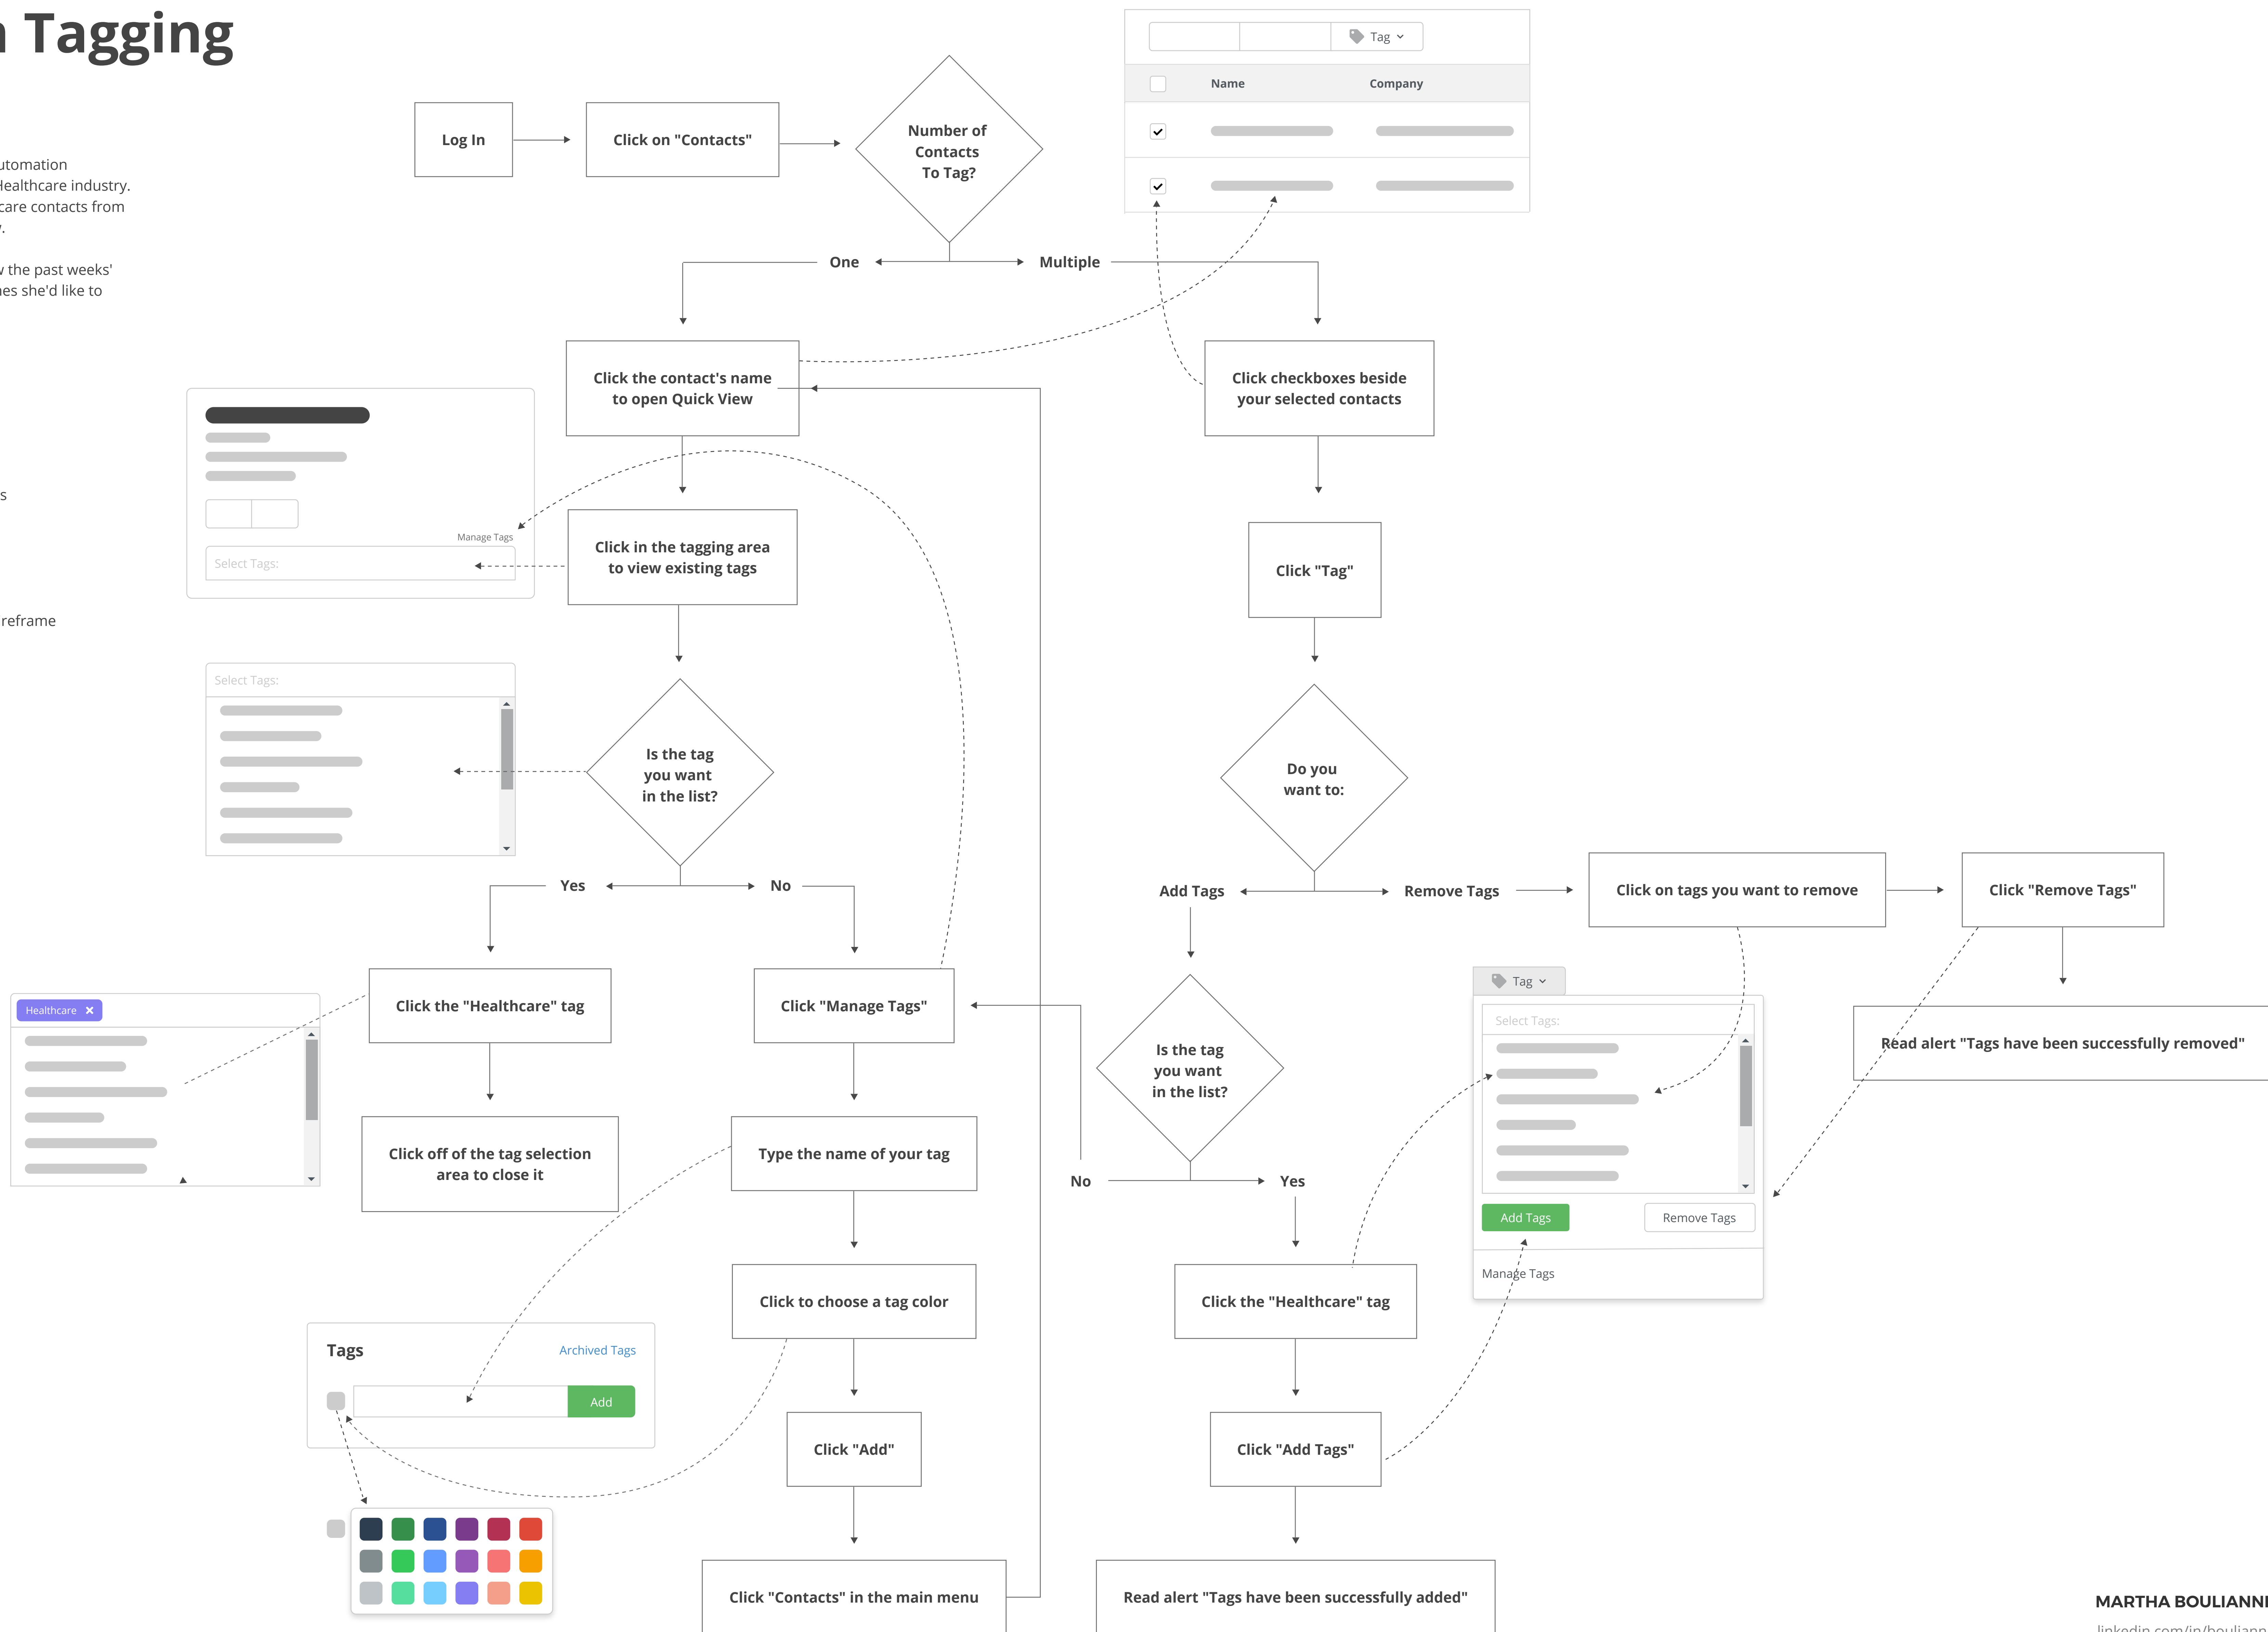 Tagging
utomation
Healthcare industry.
care contacts from
the past weeks'
she'd like to
reframe
Log In
Click on "Contacts"
Number of
Contacts
To Tag?
Tag
Name
Company
One
Multiple
Click the contact's name
to open Quick View
Click checkboxes beside
your selected contacts
Manage Tags
Select Tags:
Click in the tagging area
to view existing tags
Click "Tag"
Select Tags:
Is the tag
you want
in the list?
Do you
want to:
Yes
No
Add Tags
Remove Tags
Click on tags you want to remove
Click "Remove Tags"
Healthcare
Click the "Healthcare" tag
Click "Manage Tags"
Is the tag
you want
in the list?
Tag
Select Tags:
Read alert "Tags have been successfully removed"
Click off of the tag selection
area to close it
Type the name of your tag
No
Yes
Add Tags
Remove Tags
Manage Tags
Click to choose a tag color
Click the "Healthcare" tag
Tags
Archived Tags
Add
Click "Add"
Click "Add Tags"
Click "Contacts" in the main menu
Read alert "Tags have been successfully added"
MARTHA BOULIANN
linkedin.com/in/bouliann